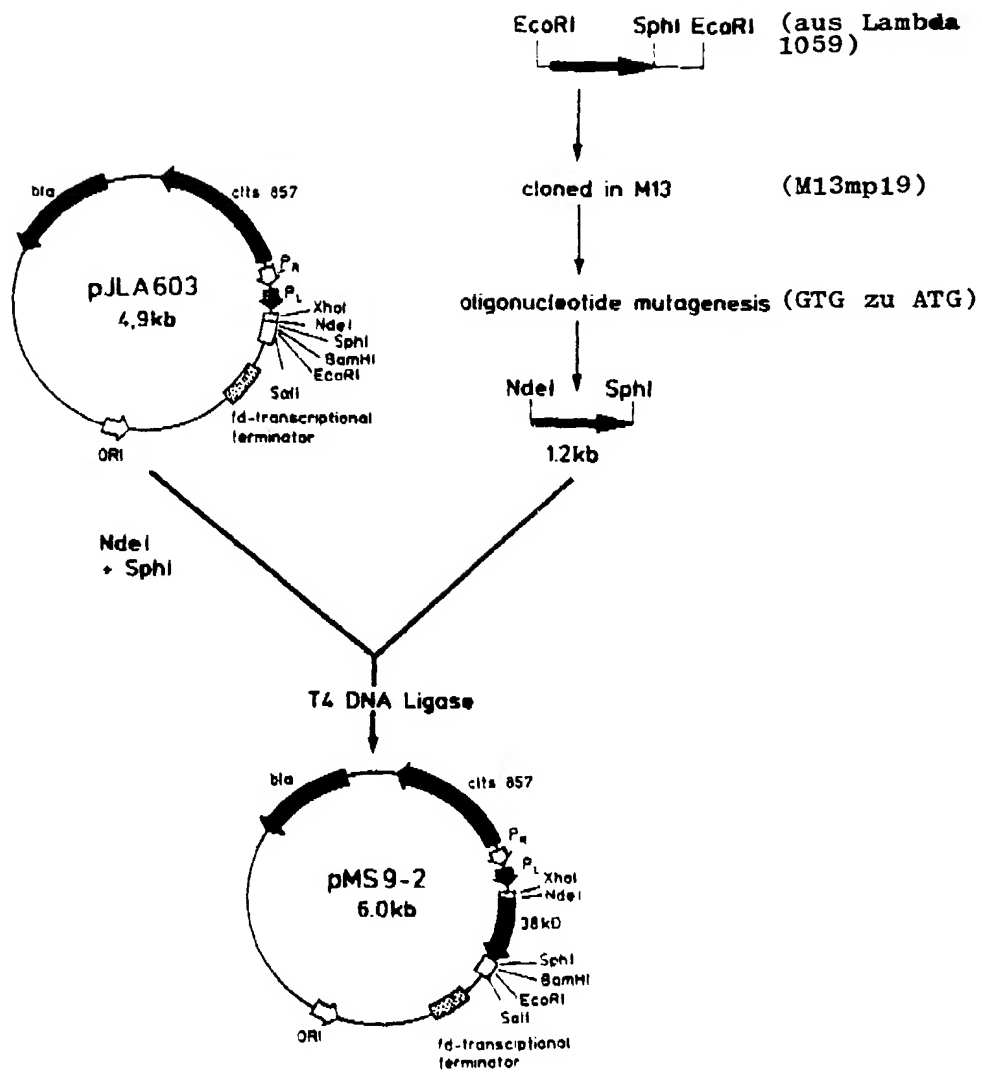 EcoRI SphI EcoRI (aus Lambda
1059)
cloned in M13 (M13mp19)
oligonucleotide mutagenesis (GTG zu ATG)
NdeI SphI
1.2kb
bla
cIts 857
PR
PL
pJLA603
4,9kb
XhoI
NdeI
SphI
BamHI
EcoRI
SalI
fd-transcriptional
terminator
ORI
NdeI
+ SphI
T4 DNA Ligase
bla
cIts 857
PR
PL
XhoI
NdeI
pMS9-2
6.0kb
38kD
SphI
BamHI
EcoRI
SalI
ORI
fd-transcriptional
terminator